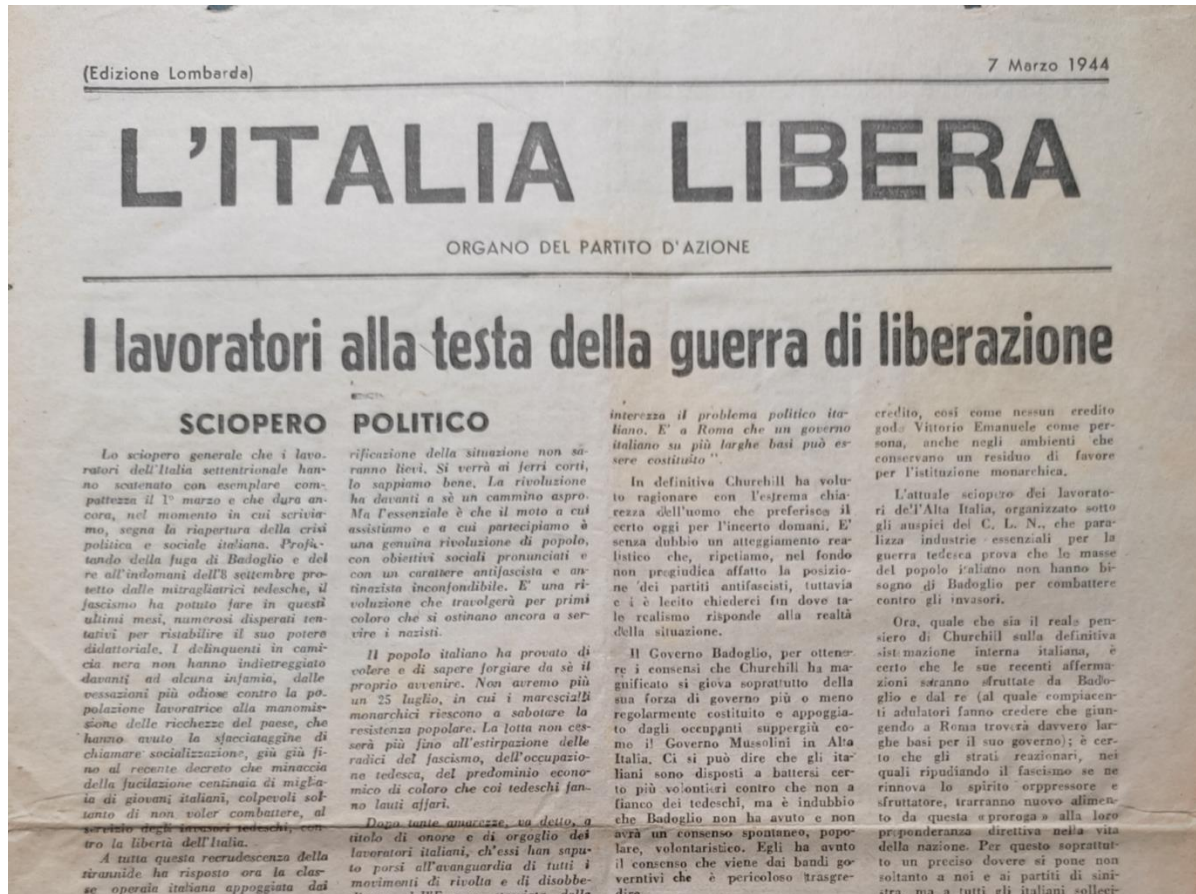 (Edizione Lombarda)
7 Marzo 1944
L'ITALIA LIBERA
ORGANO DEL PARTITO D'AZIONE
I lavoratori alla testa della guerra di liberazione
SCIOPERO POLITICO
Lo sciopero generale che i lavo-
ratori dell'Italia settentrionale han-
no scatenato con esemplare com-
pattezza il 1° marzo e che dura an-
cora, nel momento in cui scrivia-
mo, segna la riapertura della crisi
politica e sociale italiana. Profit-
tando della fuga di Badoglio e del
re all'indomani dell'8 settembre pro-
tetto dalle mitragliatrici tedesche, il
fascismo ha potuto fare in questi
ultimi mesi, numerosi disperati ten-
tativi per ristabilire il suo potere
didattoriale. I delinquenti in cami-
cia nera non hanno indietreggiato
davanti ad alcuna infamia, dalle
vessazioni più odiose contro la po-
polazione lavoratrice alla manomis-
sione delle ricchezze del paese, che
hanno avuto la sfacciataggine di
chiamare socializzazione, giù giù fi-
no al recente decreto che minaccia
della fucilazione centinaia di miglia-
ia di giovani italiani, colpevoli sol-
tanto di non voler combattere, al
servizio degli invasori tedeschi, con-
tro la libertà dell'Italia.
A tutta questa recrudescenza della
tirannide ha risposto ora la clas-
se operaia italiana appoggiata dai
rificazione della situazione non sa-
ranno lievi. Si verrà ai ferri corti,
lo sappiamo bene. La rivoluzione
ha davanti a sè un cammino aspro.
Ma l'essenziale è che il moto a cui
assistiamo e a cui partecipiamo è
una genuina rivoluzione di popolo,
con obiettivi sociali pronunciati e
con un carattere antifascista e an-
tinazista inconfondibile. E' una ri-
voluzione che travolgerà per primi
coloro che si ostinano ancora a ser-
vire i nazisti.
Il popolo italiano ha provato di
volere e di sapere forgiare da sè il
proprio avvenire. Non avremo più
un 25 luglio, in cui i marescialli
monarchici riescono a sabotare la
resistenza popolare. La lotta non ces-
serà più fino all'estirpazione delle
radici del fascismo, dell'occupazio-
ne tedesca, del predominio econo-
mico di coloro che coi tedeschi fan-
no lauti affari.
Dopo tante amarezze, va detto, a
titolo di onore e di orgoglio dei
lavoratori italiani, ch'essi han sapu-
to porsi all'avanguardia di tutti i
movimenti di rivolta e di disobbe-
interezza il problema politico ita-
liano. E' a Roma che un governo
italiano su più larghe basi può es-
sere costituito".
In definitiva Churchill ha volu-
to ragionare con l'estrema chia-
rezza dell'uomo che preferisce il
certo oggi per l'incerto domani. E'
senza dubbio un atteggiamento rea-
listico che, ripetiamo, nel fondo
non pregiudica affatto la posizio-
ne dei partiti antifascisti, tuttavia
ci è lecito chiederci fin dove ta-
le realismo risponde alla realtà
della situazione.
Il Governo Badoglio, per ottene-
re i consensi che Churchill ha ma-
gnificato si giova soprattutto della
sua forza di governo più o meno
regolarmente costituito e appoggia-
to dagli occupanti suppergiù co-
me il Governo Mussolini in Alta
Italia. Ci si può dire che gli ita-
liani sono disposti a battersi cer-
to più volontieri contro che non a
fianco dei tedeschi, ma è indubbio
che Badoglio non ha avuto e non
avrà un consenso spontaneo, popo-
lare, volontaristico. Egli ha avuto
il consenso che viene dai bandi go-
verntivi che è pericoloso trasgre-
credito, così come nessun credito
gode Vittorio Emanuele come per-
sona, anche negli ambienti che
conservano un residuo di favore
per l'istituzione monarchica.
L'attuale sciopero dei lavorato-
ri dell'Alta Italia, organizzato sotto
gli auspici del C. L. N., che para-
lizza industrie essenziali per la
guerra tedesca prova che le masse
del popolo italiano non hanno bi-
sogno di Badoglio per combattere
contro gli invasori.
Ora, quale che sia il reale pen-
siero di Churchill sulla definitiva
sistemazione interna italiana, è
certo che le sue recenti afferma-
zioni saranno sfruttate da Bado-
glio e dal re (al quale compiacen-
ti adulatori fanno credere che giun-
gendo a Roma troverà davvero lar-
ghe basi per il suo governo); è cer-
to che gli strati reazionari, nei
quali ripudiando il fascismo se ne
rinnova lo spirito orppressore e
sfruttatore, trarranno nuovo alimen-
to da questa «proroga» alla loro
preponderanza direttiva nella vita
della nazione. Per questo soprattut-
to un preciso dovere si pone non
soltanto a noi e ai partiti di sini-
stra, ma a tutti gli italiani solleci-